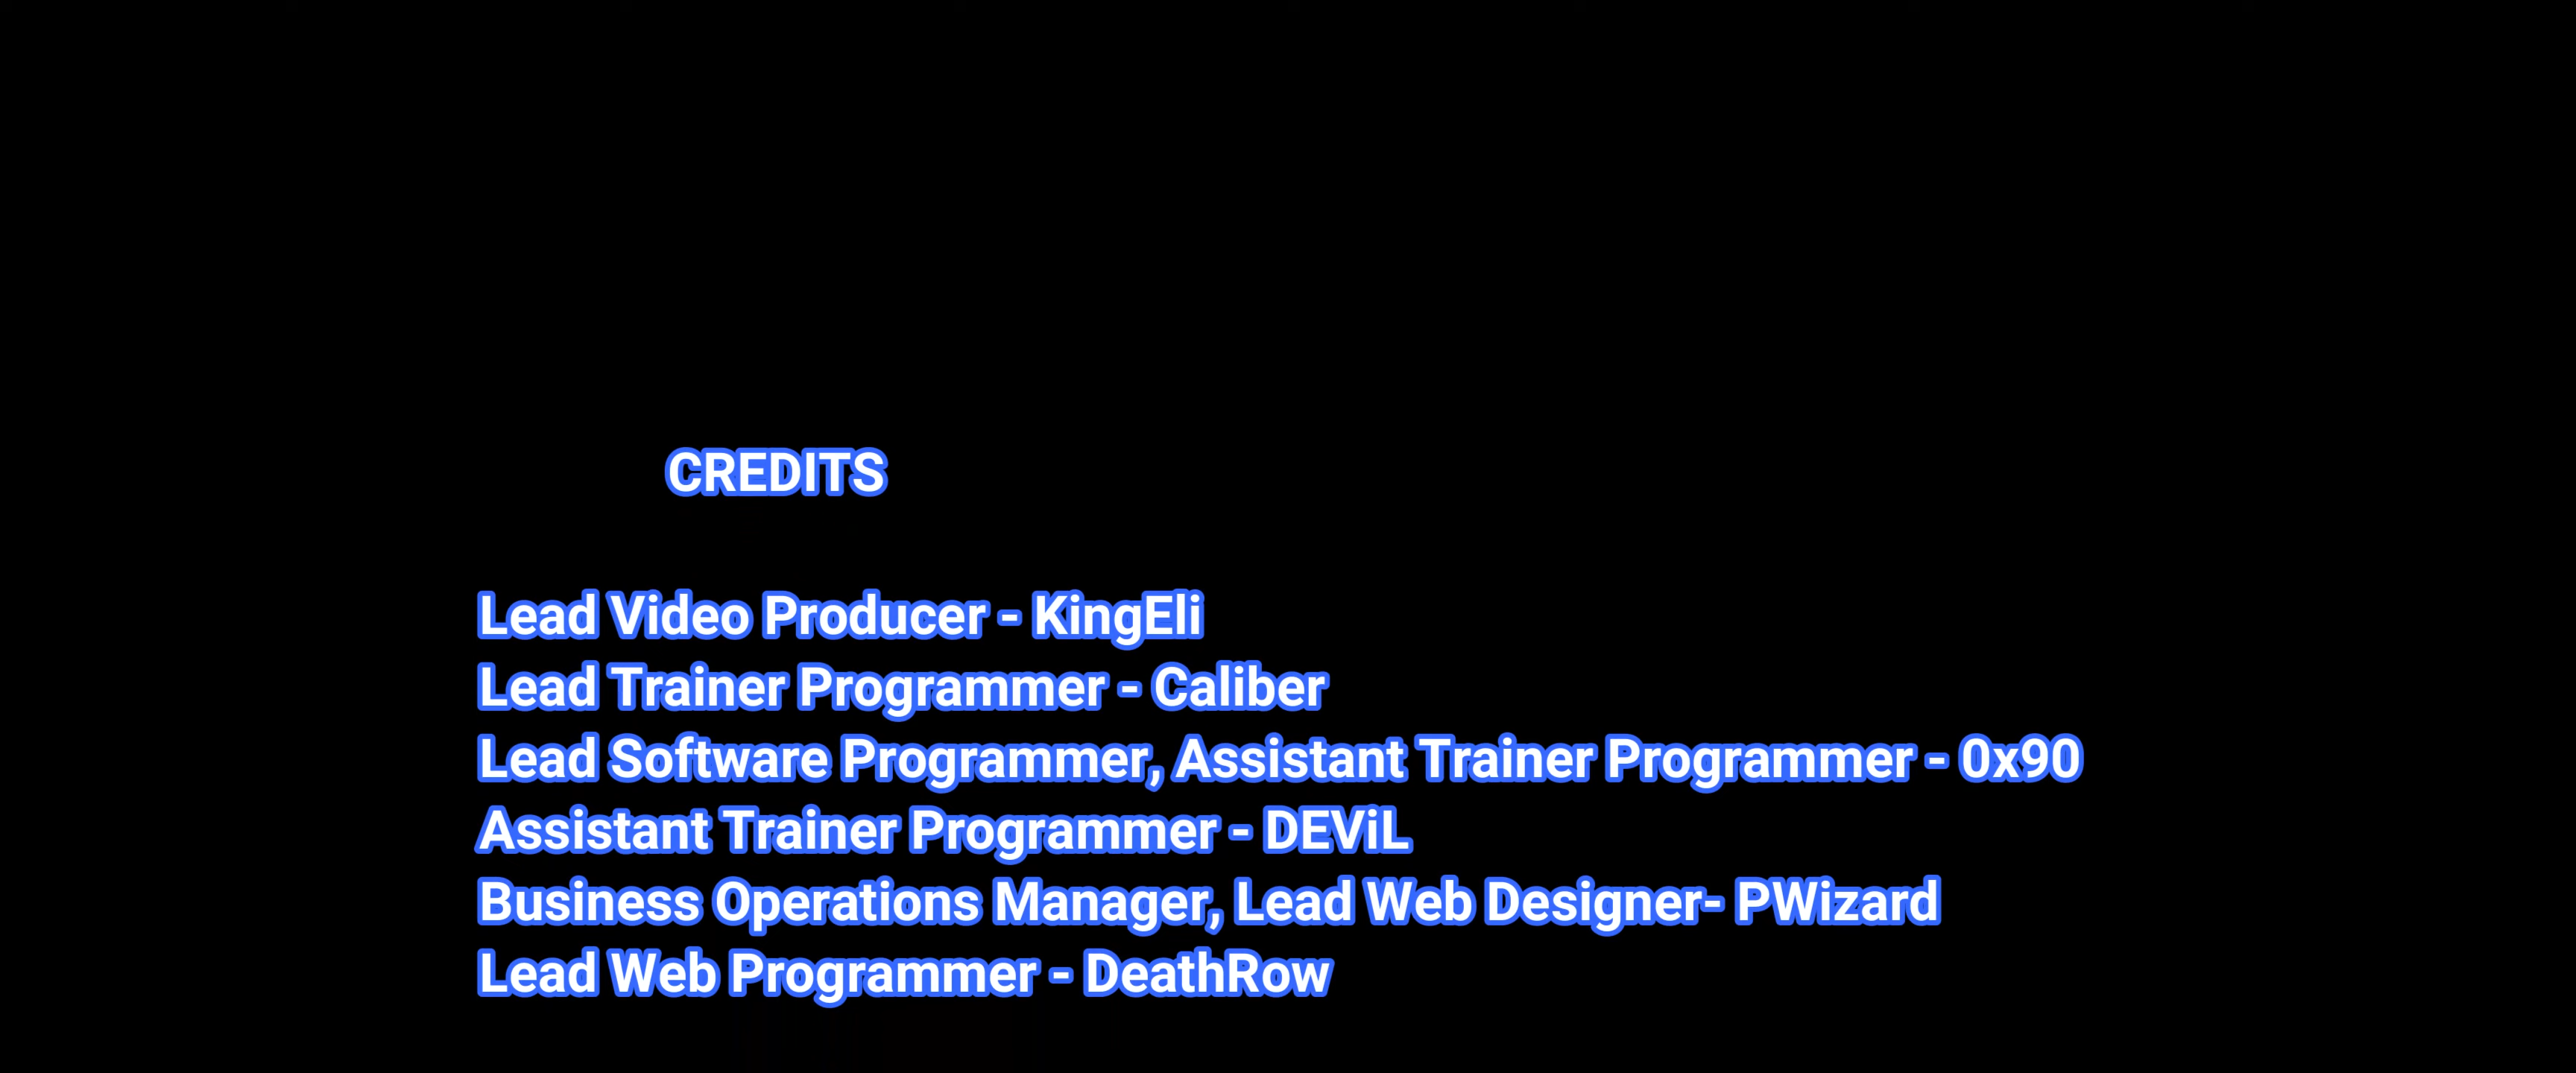 CREDITS
Lead Video Producer - KingEli
Lead Trainer Programmer - Caliber
Lead Software Programmer, Assistant Trainer Programmer - 0x90
Assistant Trainer Programmer - DEViL
Business Operations Manager, Lead Web Designer- PWizard
Lead Web Programmer - DeathRow